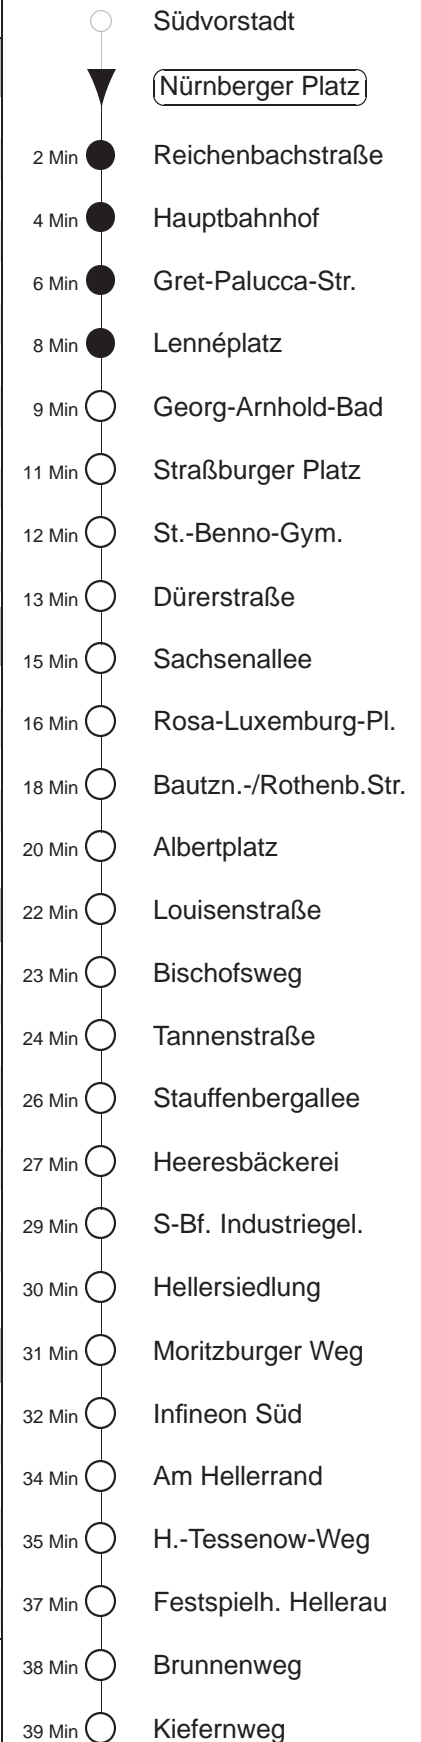 Südvorstadt
Nürnberger Platz
2 Min Reichenbachstraße
4 Min Hauptbahnhof
6 Min Gret-Palucca-Str.
8 Min Lennéplatz
9 Min Georg-Arnhold-Bad
11 Min Straßburger Platz
12 Min St.-Benno-Gym.
13 Min Dürerstraße
15 Min Sachsenallee
16 Min Rosa-Luxemburg-Pl.
18 Min Bautzn.-/Rothenb.Str.
20 Min Albertplatz
22 Min Louisenstraße
23 Min Bischofsweg
24 Min Tannenstraße
26 Min Stauffenbergallee
27 Min Heeresbäckerei
29 Min S-Bf. Industriegel.
30 Min Hellersiedlung
31 Min Moritzburger Weg
32 Min Infineon Süd
34 Min Am Hellerrand
35 Min H.-Tessenow-Weg
37 Min Festspielh. Hellerau
38 Min Brunnenweg
39 Min Kiefernweg